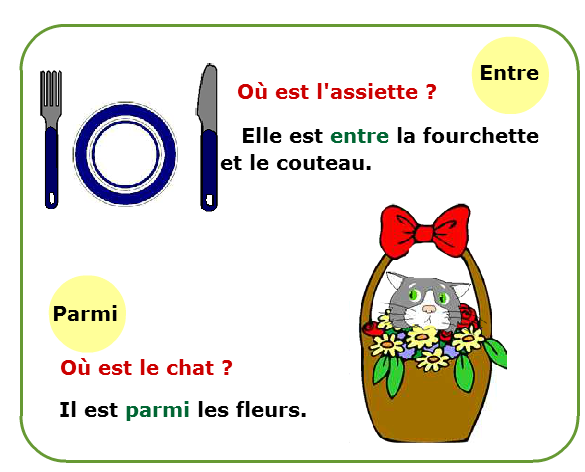 Entre
Où est l'assiette ?
Elle est entre la fourchette
et le couteau.
Parmi
Où est le chat ?
Il est parmi les fleurs.